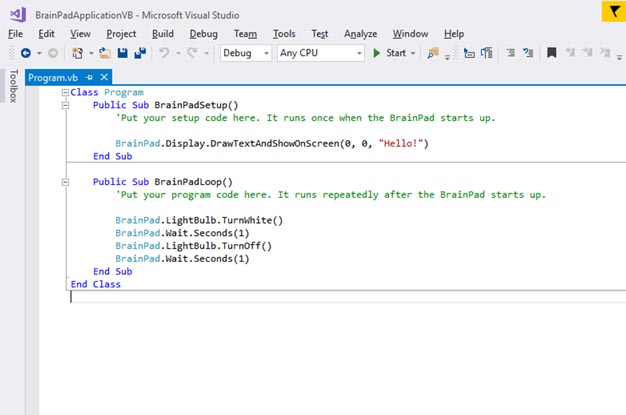 BrainPadApplicationVB - Microsoft Visual Studio
File Edit View Project Build Debug Team Tools Test Analyze Window Help
Debug Any CPU Start
Toolbox
Program.vb
Class Program
Public Sub BrainPadSetup()
'Put your setup code here. It runs once when the BrainPad starts up.
BrainPad.Display.DrawTextAndShowOnScreen(0, 0, "Hello!")
End Sub
Public Sub BrainPadLoop()
'Put your program code here. It runs repeatedly after the BrainPad starts up.
BrainPad.LightBulb.TurnWhite()
BrainPad.Wait.Seconds(1)
BrainPad.LightBulb.TurnOff()
BrainPad.Wait.Seconds(1)
End Sub
End Class